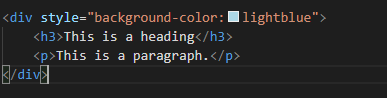 <div style="background-color:lightblue">
    <h3>This is a heading</h3>
    <p>This is a paragraph.</p>
</div>